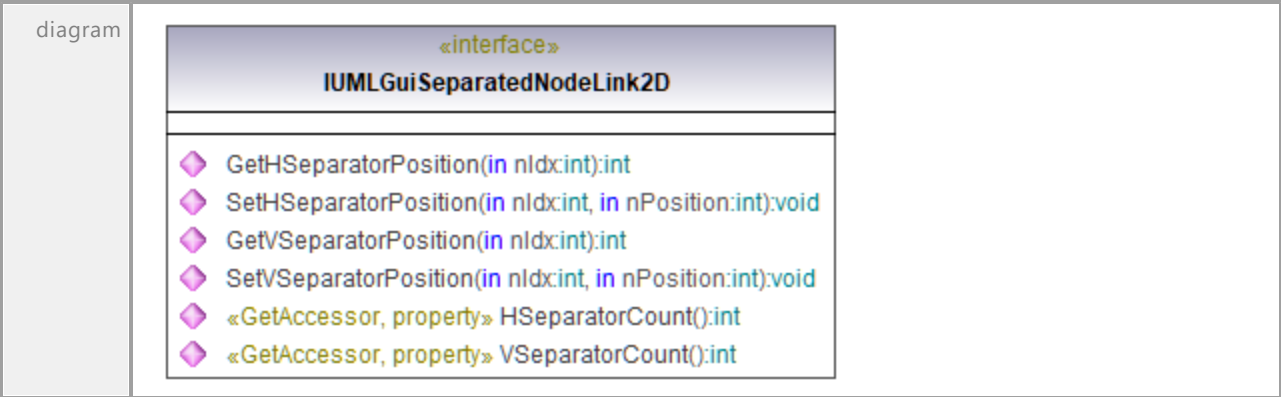 diagram
«interface»
IUMLGuiSeparatedNodeLink2D
GetHSeparatorPosition(in nIdx:int):int
SetHSeparatorPosition(in nIdx:int, in nPosition:int):void
GetVSeparatorPosition(in nIdx:int):int
SetVSeparatorPosition(in nIdx:int, in nPosition:int):void
«GetAccessor, property» HSeparatorCount():int
«GetAccessor, property» VSeparatorCount():int